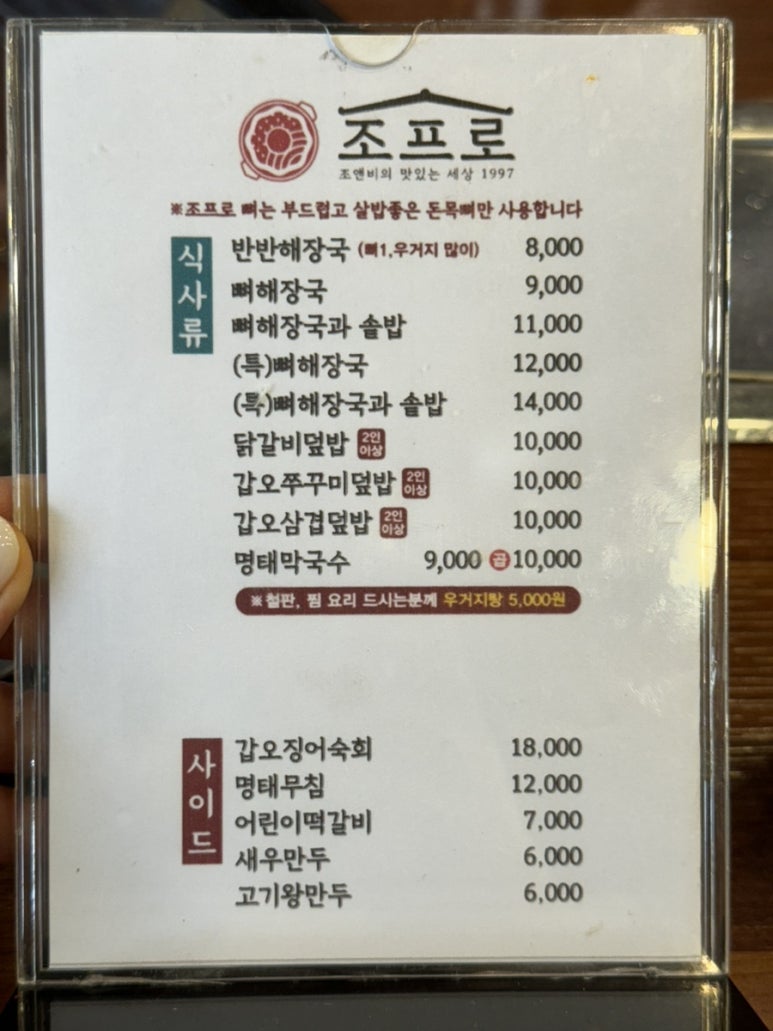 조프로
조앤비의 맛있는 세상 1997
※조프로 뼈는 부드럽고 살밥좋은 돈목뼈만 사용합니다
식사류
반반해장국 (뼈1,우거지 많이) 8,000
뼈해장국 9,000
뼈해장국과 솥밥 11,000
(특)뼈해장국 12,000
(특)뼈해장국과 솥밥 14,000
닭갈비덮밥 2인이상 10,000
갑오쭈꾸미덮밥 2인이상 10,000
갑오삼겹덮밥 2인이상 10,000
명태막국수 9,000 곱 10,000
※철판, 찜 요리 드시는분께 우거지탕 5,000원
사이드
갑오징어숙회 18,000
명태무침 12,000
어린이떡갈비 7,000
새우만두 6,000
고기왕만두 6,000